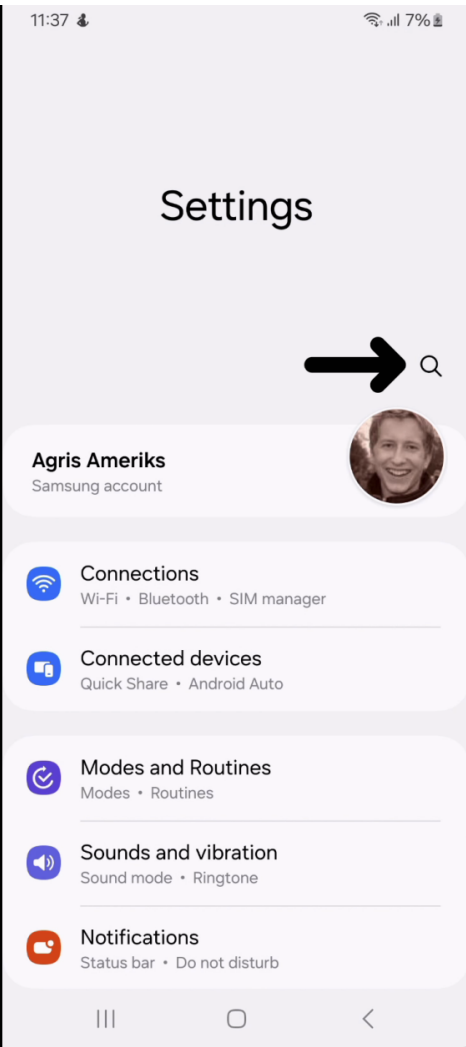 11:37 7%
Settings
Agris Ameriks
Samsung account
Connections
Wi-Fi • Bluetooth • SIM manager
Connected devices
Quick Share • Android Auto
Modes and Routines
Modes • Routines
Sounds and vibration
Sound mode • Ringtone
Notifications
Status bar • Do not disturb